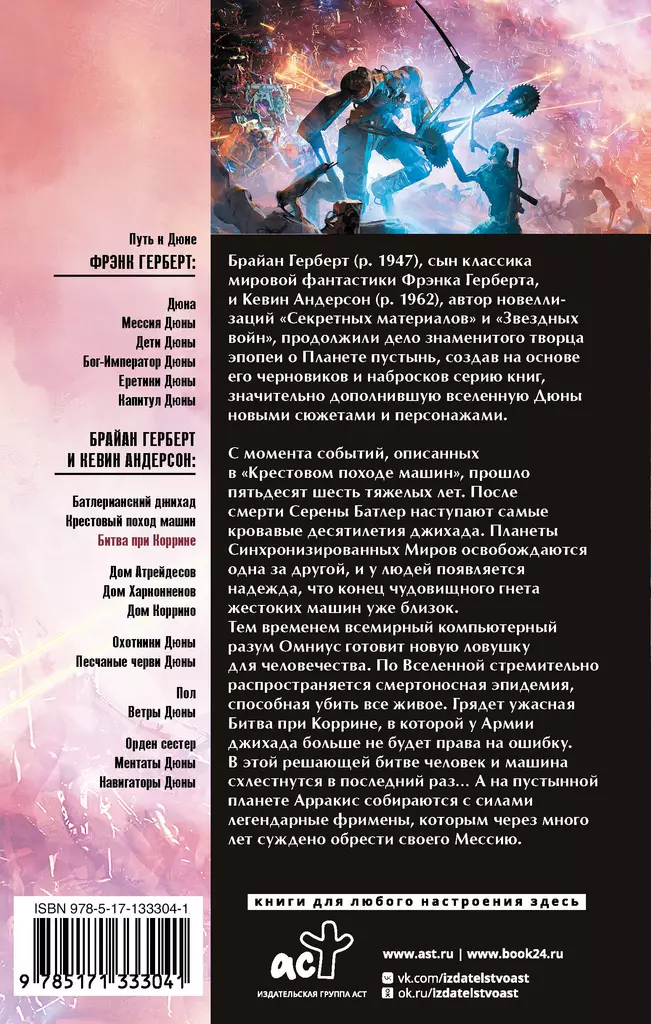 Путь к Дюне
ФРЭНК ГЕРБЕРТ:
Дюна
Мессия Дюны
Дети Дюны
Бог-Император Дюны
Еретики Дюны
Капитул Дюны
БРАЙАН ГЕРБЕРТ
И КЕВИН АНДЕРСОН:
Батлерианский джихад
Крестовый поход машин
Битва при Коррине
Дом Атрейдесов
Дом Харконненов
Дом Коррино
Охотники Дюны
Песчаные черви Дюны
Пол
Ветры Дюны
Орден сестер
Ментаты Дюны
Навигаторы Дюны
Брайан Герберт (р. 1947), сын классика
мировой фантастики Фрэнка Герберта,
и Кевин Андерсон (р. 1962), автор новелли-
заций «Секретных материалов» и «Звездных
войн», продолжили дело знаменитого творца
эпопеи о Планете пустынь, создав на основе
его черновиков и набросков серию книг,
значительно дополнившую вселенную Дюны
новыми сюжетами и персонажами.
С момента событий, описанных
в «Крестовом походе машин», прошло
пятьдесят шесть тяжелых лет. После
смерти Серены Батлер наступают самые
кровавые десятилетия джихада. Планеты
Синхронизированных Миров освобождаются
одна за другой, и у людей появляется
надежда, что конец чудовищного гнета
жестоких машин уже близок.
Тем временем всемирный компьютерный
разум Омниус готовит новую ловушку
для человечества. По Вселенной стремительно
распространяется смертоносная эпидемия,
способная убить все живое. Грядет ужасная
Битва при Коррине, в которой у Армии
джихада больше не будет права на ошибку.
В этой решающей битве человек и машина
схлестнутся в последний раз... А на пустынной
планете Арракис собираются с силами
легендарные фримены, которым через много
лет суждено обрести своего Мессию.
книги для любого настроения здесь
ISBN 978-5-17-133304-1
9 785171 333041
аст
ИЗДАТЕЛЬСКАЯ ГРУППА АСТ
www.ast.ru | www.book24.ru
vk.com/izdatelstvoast
ok.ru/izdatelstvoast